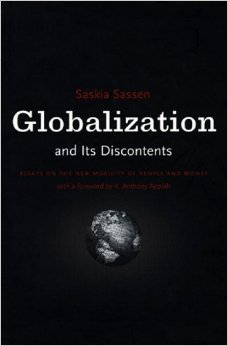 Saskia Sassen
Globalization
and Its Discontents
ESSAYS ON THE NEW MOBILITY OF PEOPLE AND MONEY
with a foreword by K. Anthony Appiah